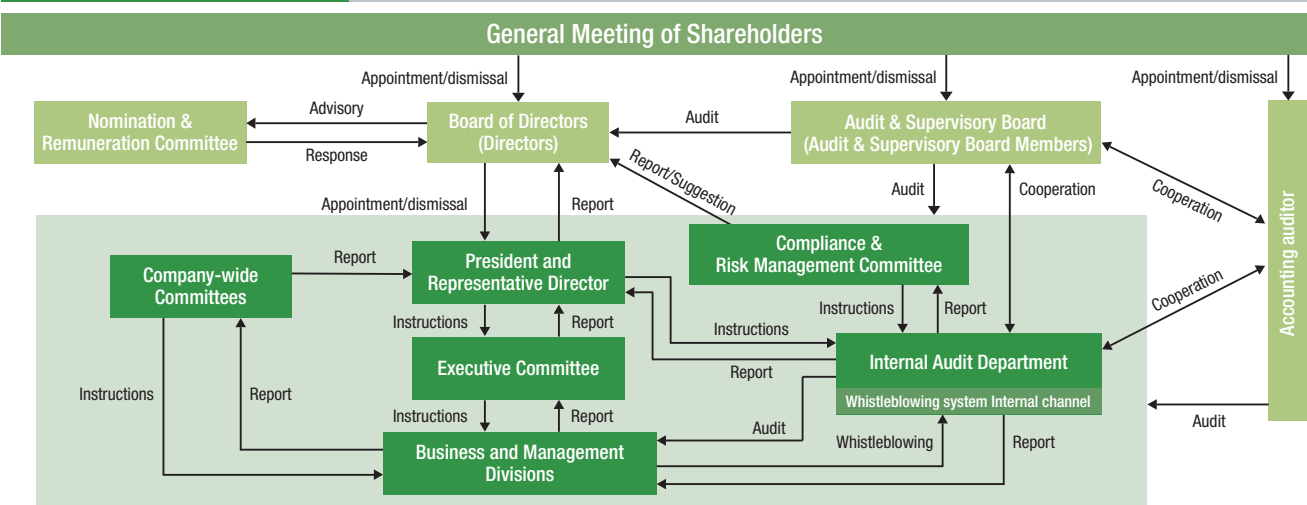 General Meeting of Shareholders
Appointment/dismissal
Appointment/dismissal
Appointment/dismissal
Nomination &
Remuneration Committee
Advisory
Response
Board of Directors
(Directors)
Audit
Audit & Supervisory Board
(Audit & Supervisory Board Members)
Accounting auditor
Appointment/dismissal
Report
Report/Suggestion
Audit
Cooperation
Cooperation
Company-wide
Committees
Report
President and
Representative Director
Compliance &
Risk Management Committee
Cooperation
Instructions
Report
Instructions
Instructions
Report
Executive Committee
Report
Internal Audit Department
Whistleblowing system Internal channel
Instructions
Report
Instructions
Report
Audit
Whistleblowing
Report
Audit
Business and Management
Divisions